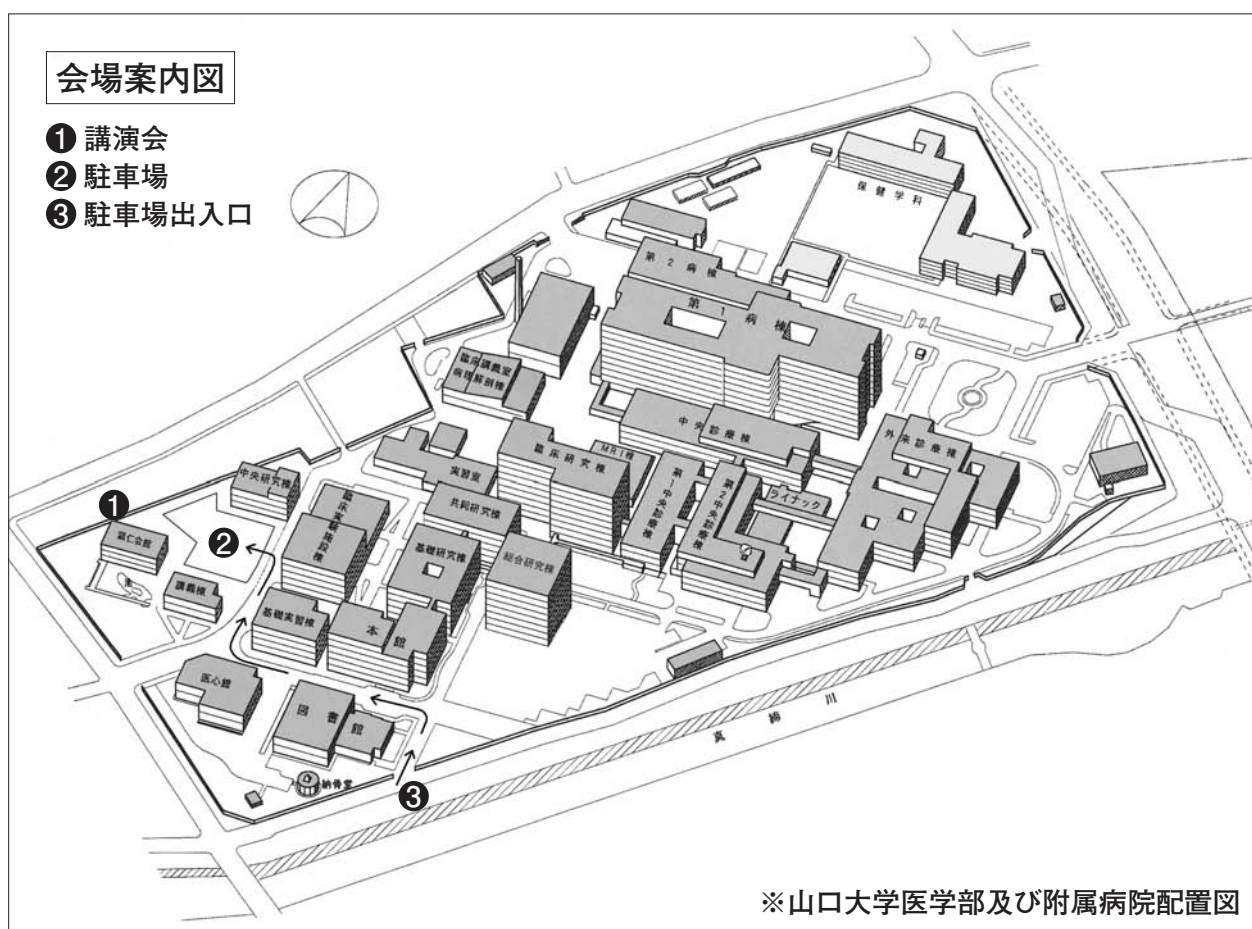 会場案内図
❶ 講演会
❷ 駐車場
❸ 駐車場出入口
保健学科
第2病棟
第1病棟
臨床講義室
病理解剖棟
中央診療棟
外来診療棟
MRI棟
臨床研究棟
実習室
第1中央診療棟
第2中央診療棟
ライナック
中央研究棟
共同研究棟
❶
霜仁会館
❷
基礎研究棟
総合研究棟
講義棟
基礎実習棟
本館
医心館
図書館
納骨堂
❸
真締川
※山口大学医学部及び附属病院配置図